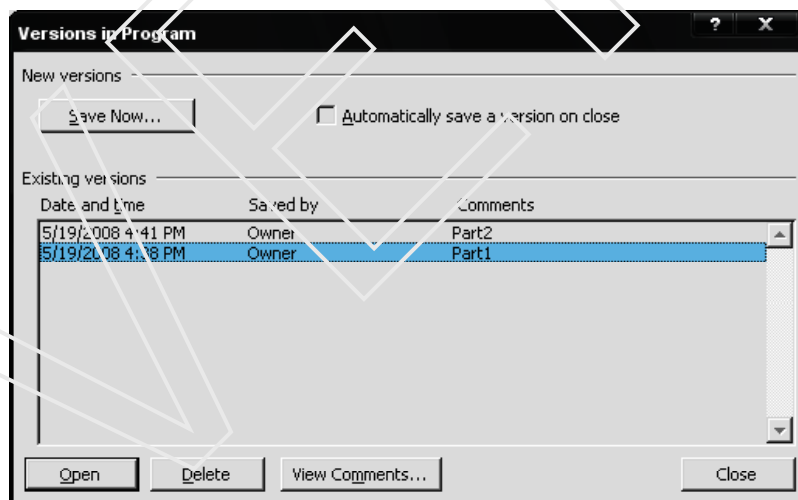 Versions in Program
? X
New versions
Save Now...
Automatically save a version on close
Existing versions
Date and time Saved by Comments
5/19/2008 4:41 PM Owner Part2
5/19/2008 4:38 PM Owner Part1
Open Delete View Comments... Close